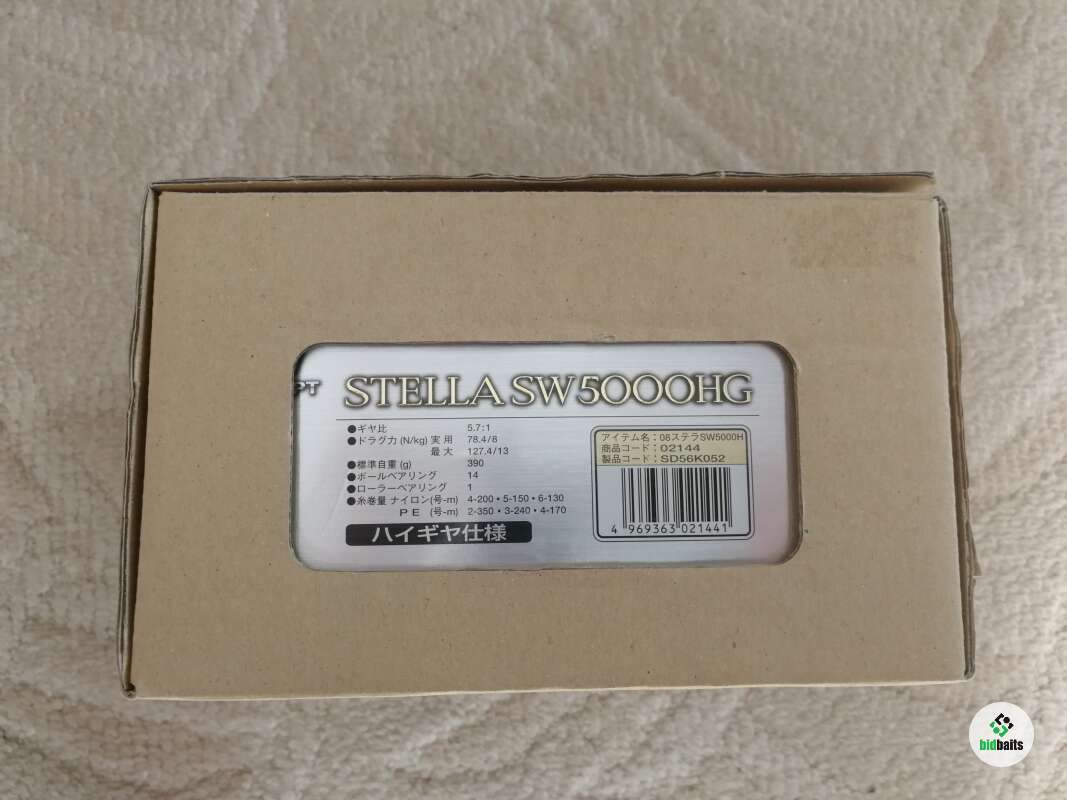 PT
STELLA SW5000HG
●ギヤ比 5.7:1
●ドラグ力(N/kg) 実用 78.4/8
最大 127.4/13
●標準自重(g) 390
●ボールベアリング 14
●ローラーベアリング 1
●糸巻量 ナイロン(号-m) 4-200・5-150・6-130
PE (号-m) 2-350・3-240・4-170
ハイギヤ仕様
アイテム名:08ステラSW5000H
商品コード:02144
製品コード:SD56K052
4 969363 021441
bidbaits